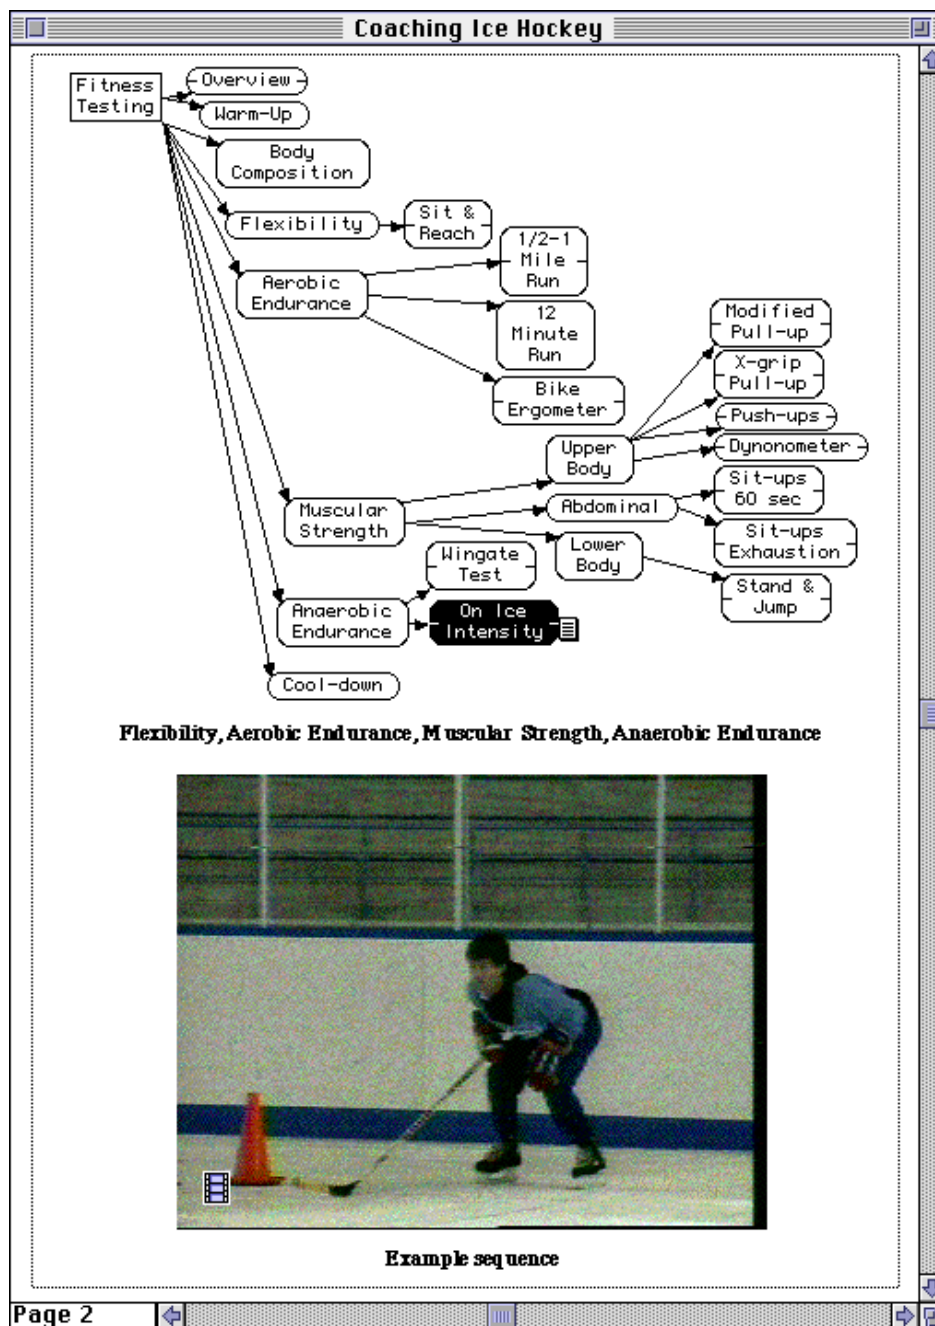 Coaching Ice Hockey
Fitness
Testing
Overview
Warm-Up
Body
Composition
Flexibility
Sit &
Reach
Aerobic
Endurance
1/2-1
Mile
Run
12
Minute
Run
Bike
Ergometer
Muscular
Strength
Upper
Body
Modified
Pull-up
X-grip
Pull-up
Push-ups
Dynonometer
Abdominal
Sit-ups
60 sec
Sit-ups
Exhaustion
Lower
Body
Stand &
Jump
Anaerobic
Endurance
Wingate
Test
On Ice
Intensity
Cool-down
Flexibility, Aerobic Endurance, Muscular Strength, Anaerobic Endurance
Example sequence
Page 2